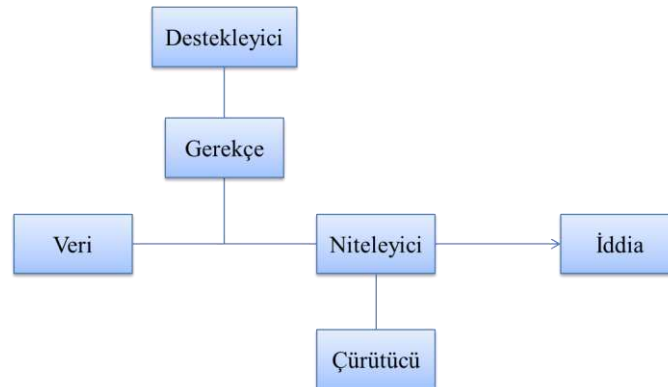 Destekleyici
Gerekçe
Veri
Niteleyici
İddia
Çürütücü